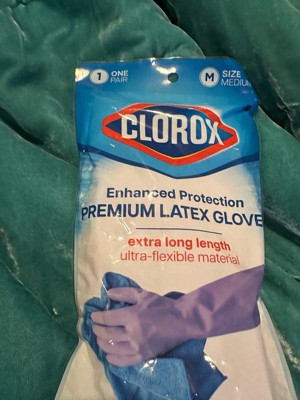 1 ONE PAIR
M SIZE MEDIUM
CLOROX
Enhanced Protection
PREMIUM LATEX GLOVE
extra long length
ultra-flexible material